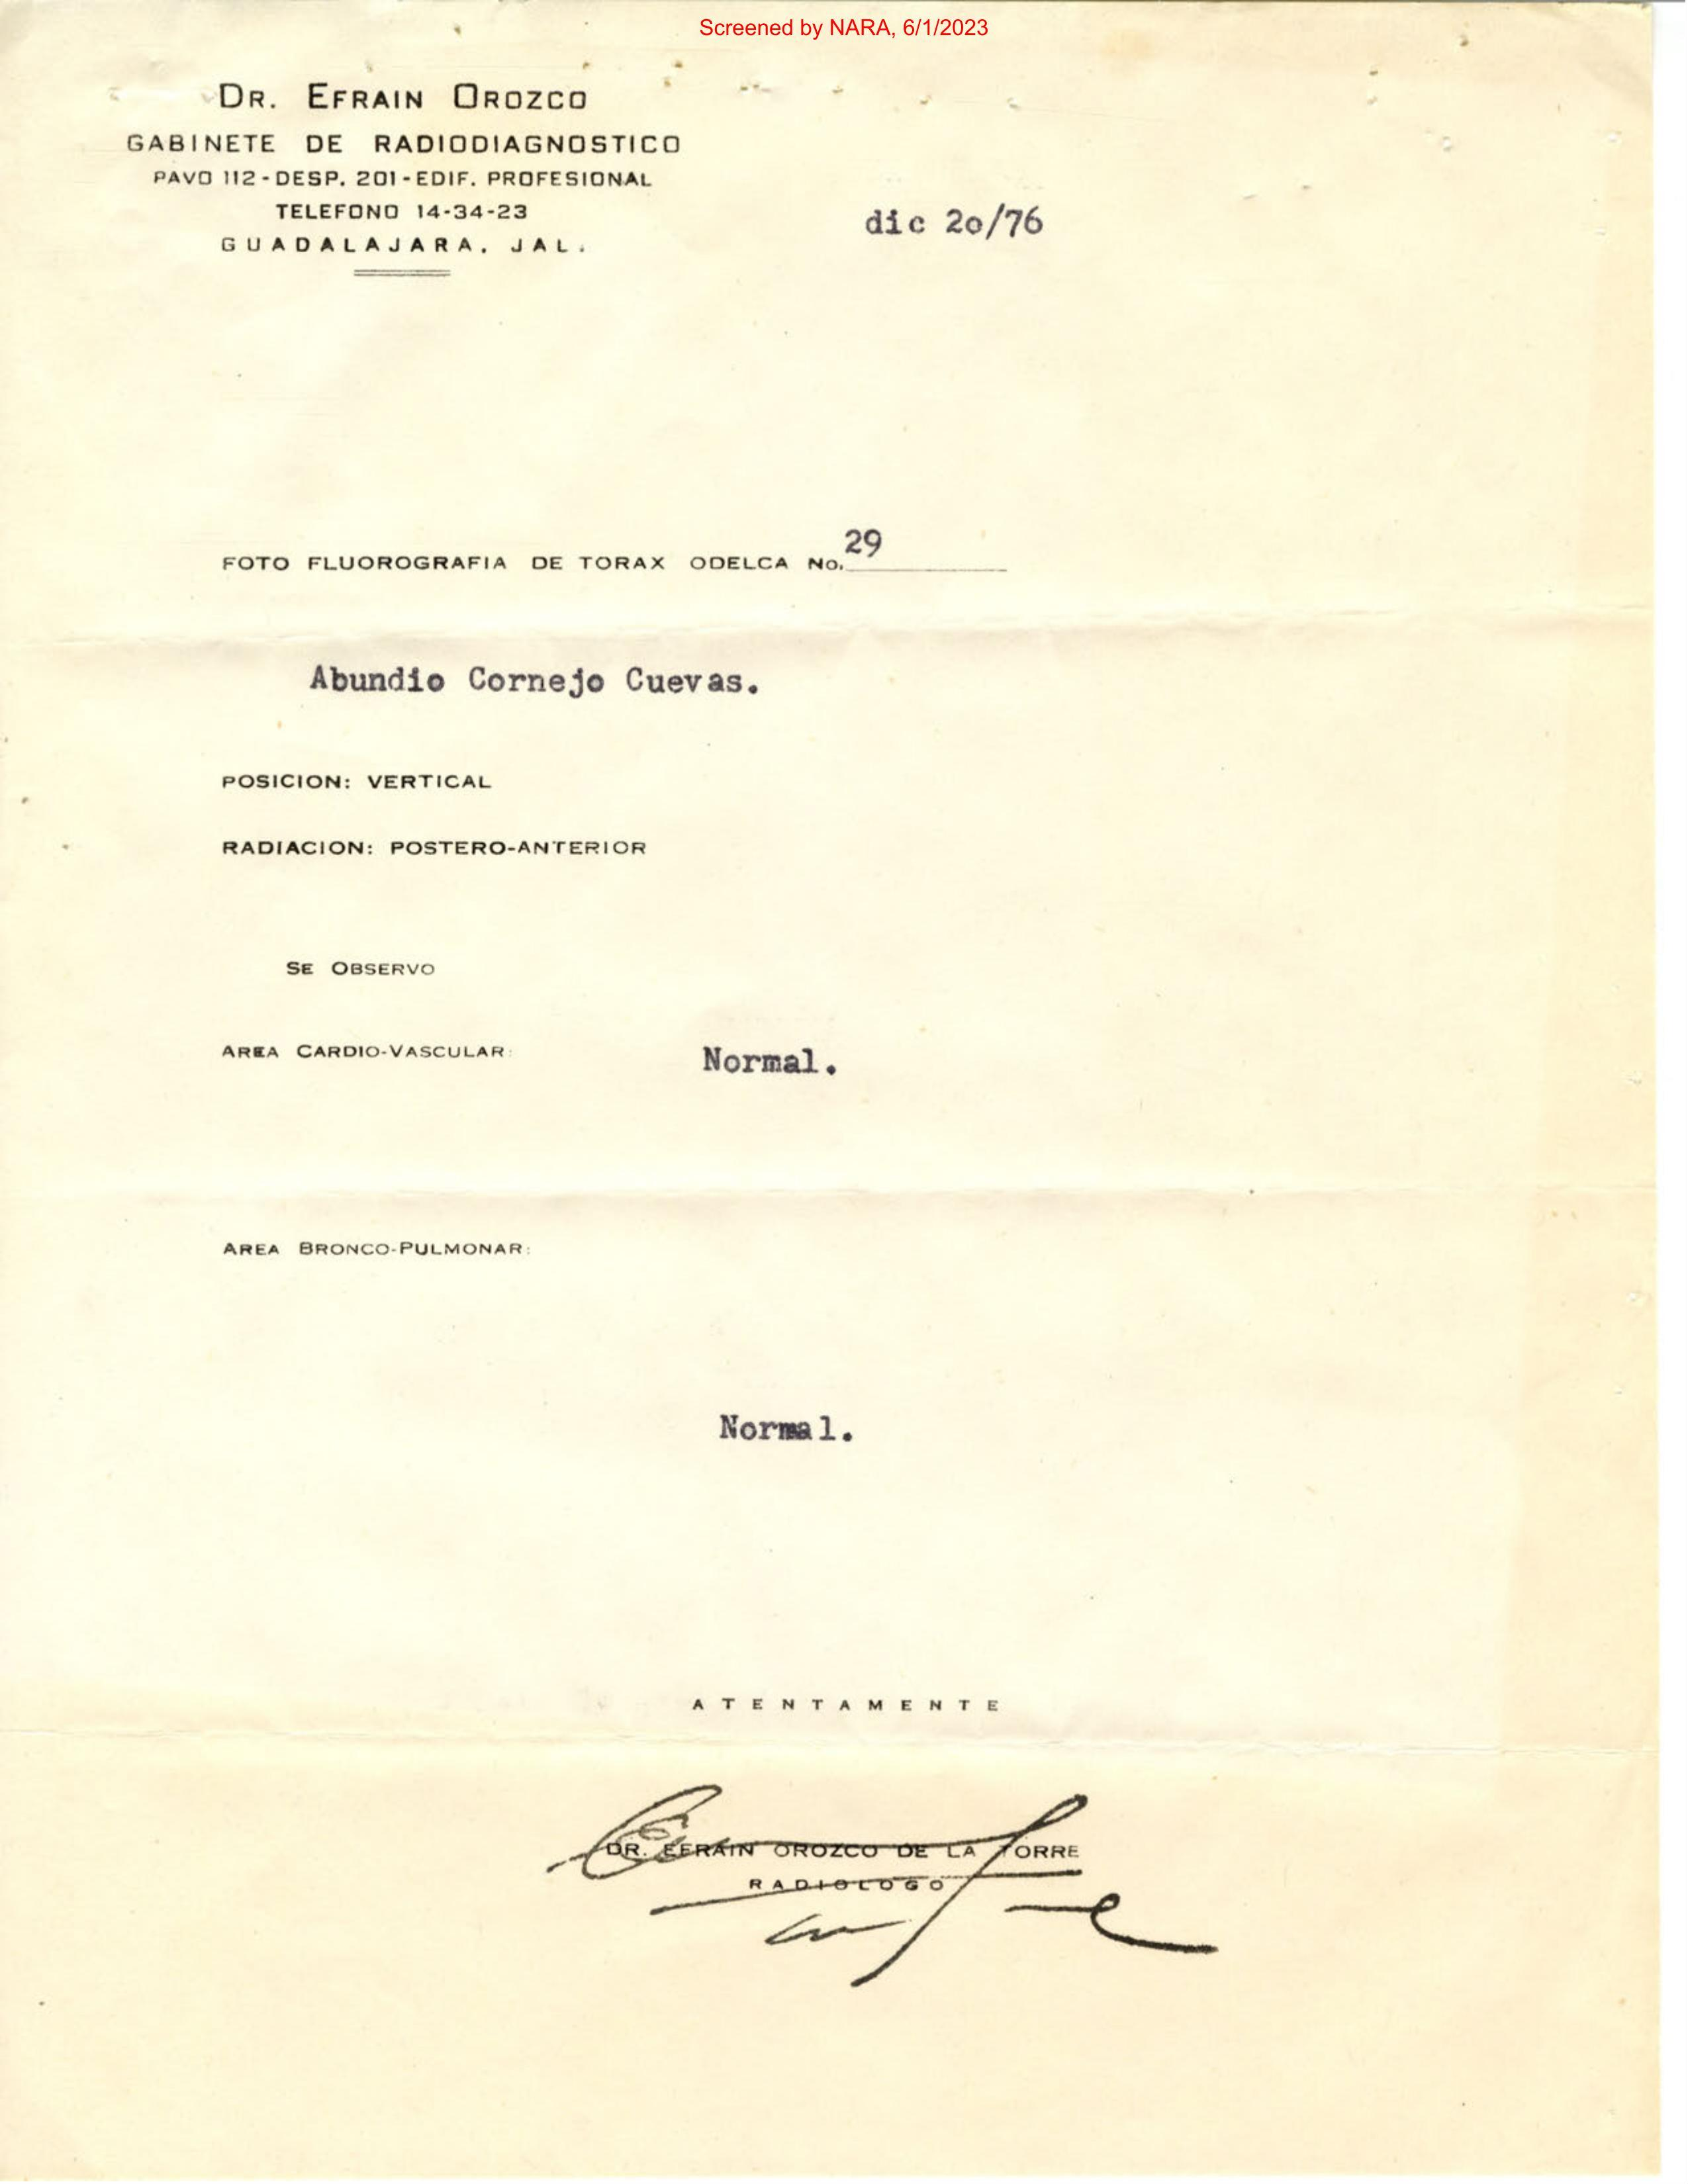 Screened by NARA, 6/1/2023
DR. EFRAIN OROZCO
GABINETE DE RADIODIAGNOSTICO
PAVO 112 - DESP. 201 - EDIF. PROFESIONAL
TELEFONO 14-34-23
GUADALAJARA, JAL.
dic 2o/76
FOTO FLUOROGRAFIA DE TORAX ODELCA No. 29
Abundio Cornejo Cuevas.
POSICION: VERTICAL
RADIACION: POSTERO-ANTERIOR
SE OBSERVO
AREA CARDIO-VASCULAR: Normal.
AREA BRONCO-PULMONAR:
Normal.
ATENTAMENTE
DR. EFRAIN OROZCO DE LA TORRE
RADIOLOGO